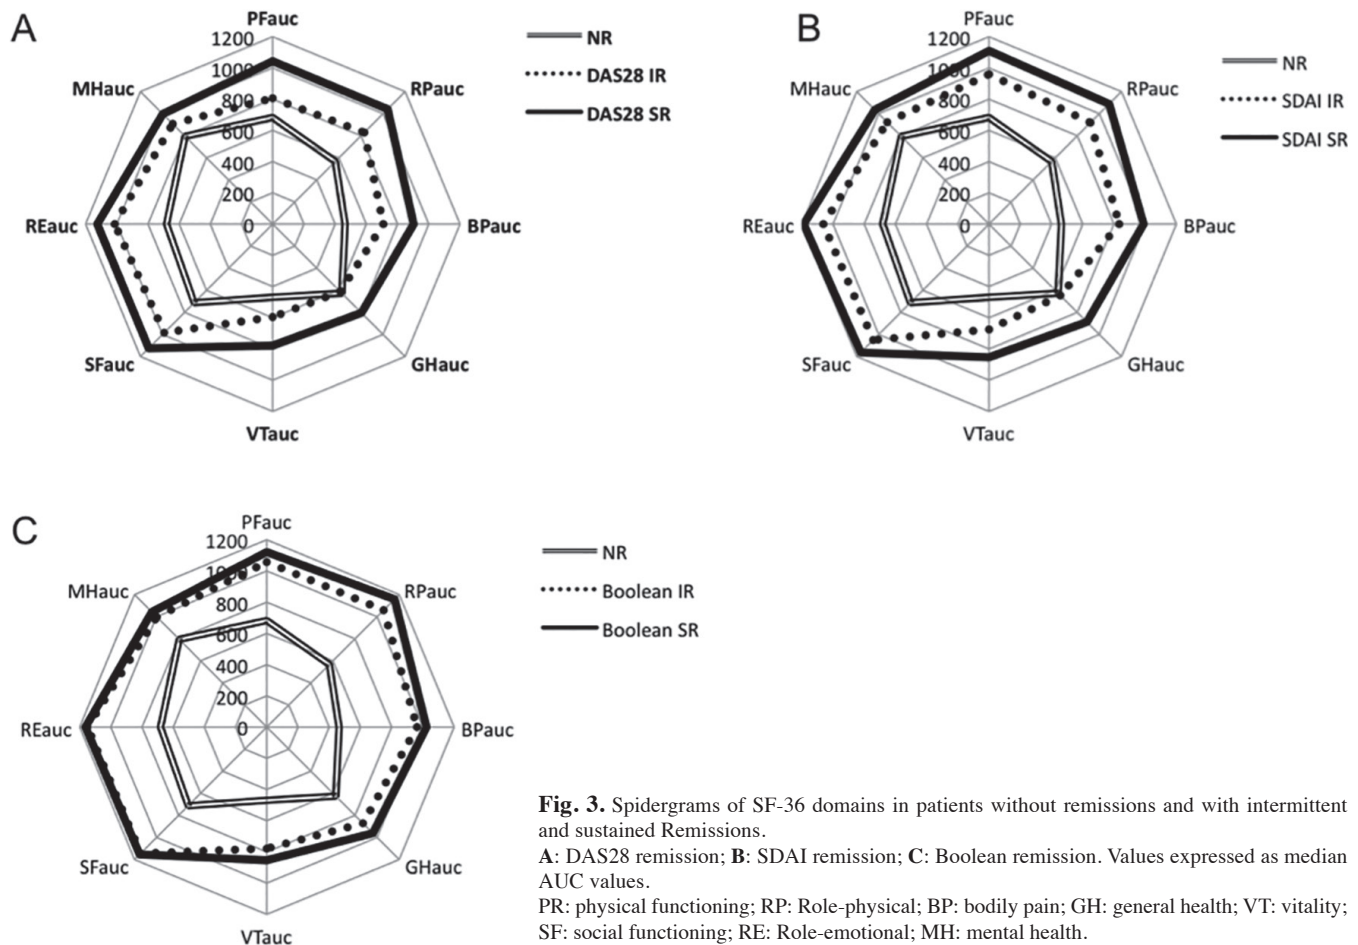 A
PFauc
1200
1000
800
600
400
200
0
MHauc
RPauc
REauc
BPauc
SFauc
GHauc
VTauc
NR
DAS28 IR
DAS28 SR
B
PFauc
1200
1000
800
600
400
200
0
MHauc
RPauc
REauc
BPauc
SFauc
GHauc
VTauc
NR
SDAI IR
SDAI SR
C
PFauc
1200
1000
800
600
400
200
0
MHauc
RPauc
REauc
BPauc
SFauc
GHauc
VTauc
NR
Boolean IR
Boolean SR
Fig. 3. Spidergrams of SF-36 domains in patients without remissions and with intermittent
and sustained Remissions.
A: DAS28 remission; B: SDAI remission; C: Boolean remission. Values expressed as median
AUC values.
PR: physical functioning; RP: Role-physical; BP: bodily pain; GH: general health; VT: vitality;
SF: social functioning; RE: Role-emotional; MH: mental health.